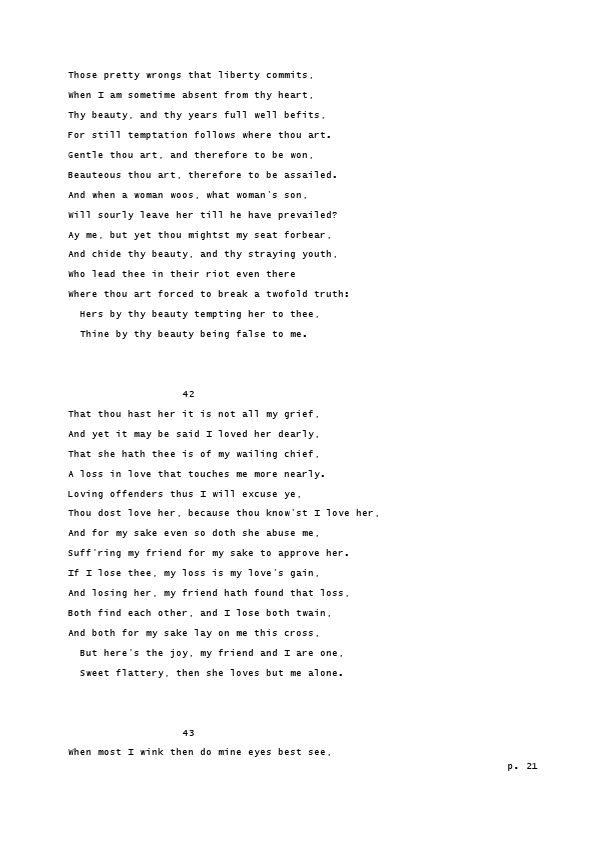 Those pretty wrongs that liberty commits,
When I am sometime absent from thy heart,
Thy beauty, and thy years full well befits,
For still temptation follows where thou art.
Gentle thou art, and therefore to be won,
Beauteous thou art, therefore to be assailed.
And when a woman woos, what woman's son,
Will sourly leave her till he have prevailed?
Ay me, but yet thou mightst my seat forbear,
And chide thy beauty, and thy straying youth,
Who lead thee in their riot even there
Where thou art forced to break a twofold truth:
  Hers by thy beauty tempting her to thee,
  Thine by thy beauty being false to me.

                   42
That thou hast her it is not all my grief,
And yet it may be said I loved her dearly,
That she hath thee is of my wailing chief,
A loss in love that touches me more nearly.
Loving offenders thus I will excuse ye,
Thou dost love her, because thou know'st I love her,
And for my sake even so doth she abuse me,
Suff'ring my friend for my sake to approve her.
If I lose thee, my loss is my love's gain,
And losing her, my friend hath found that loss,
Both find each other, and I lose both twain,
And both for my sake lay on me this cross,
  But here's the joy, my friend and I are one,
  Sweet flattery, then she loves but me alone.

                   43
When most I wink then do mine eyes best see,
p. 21